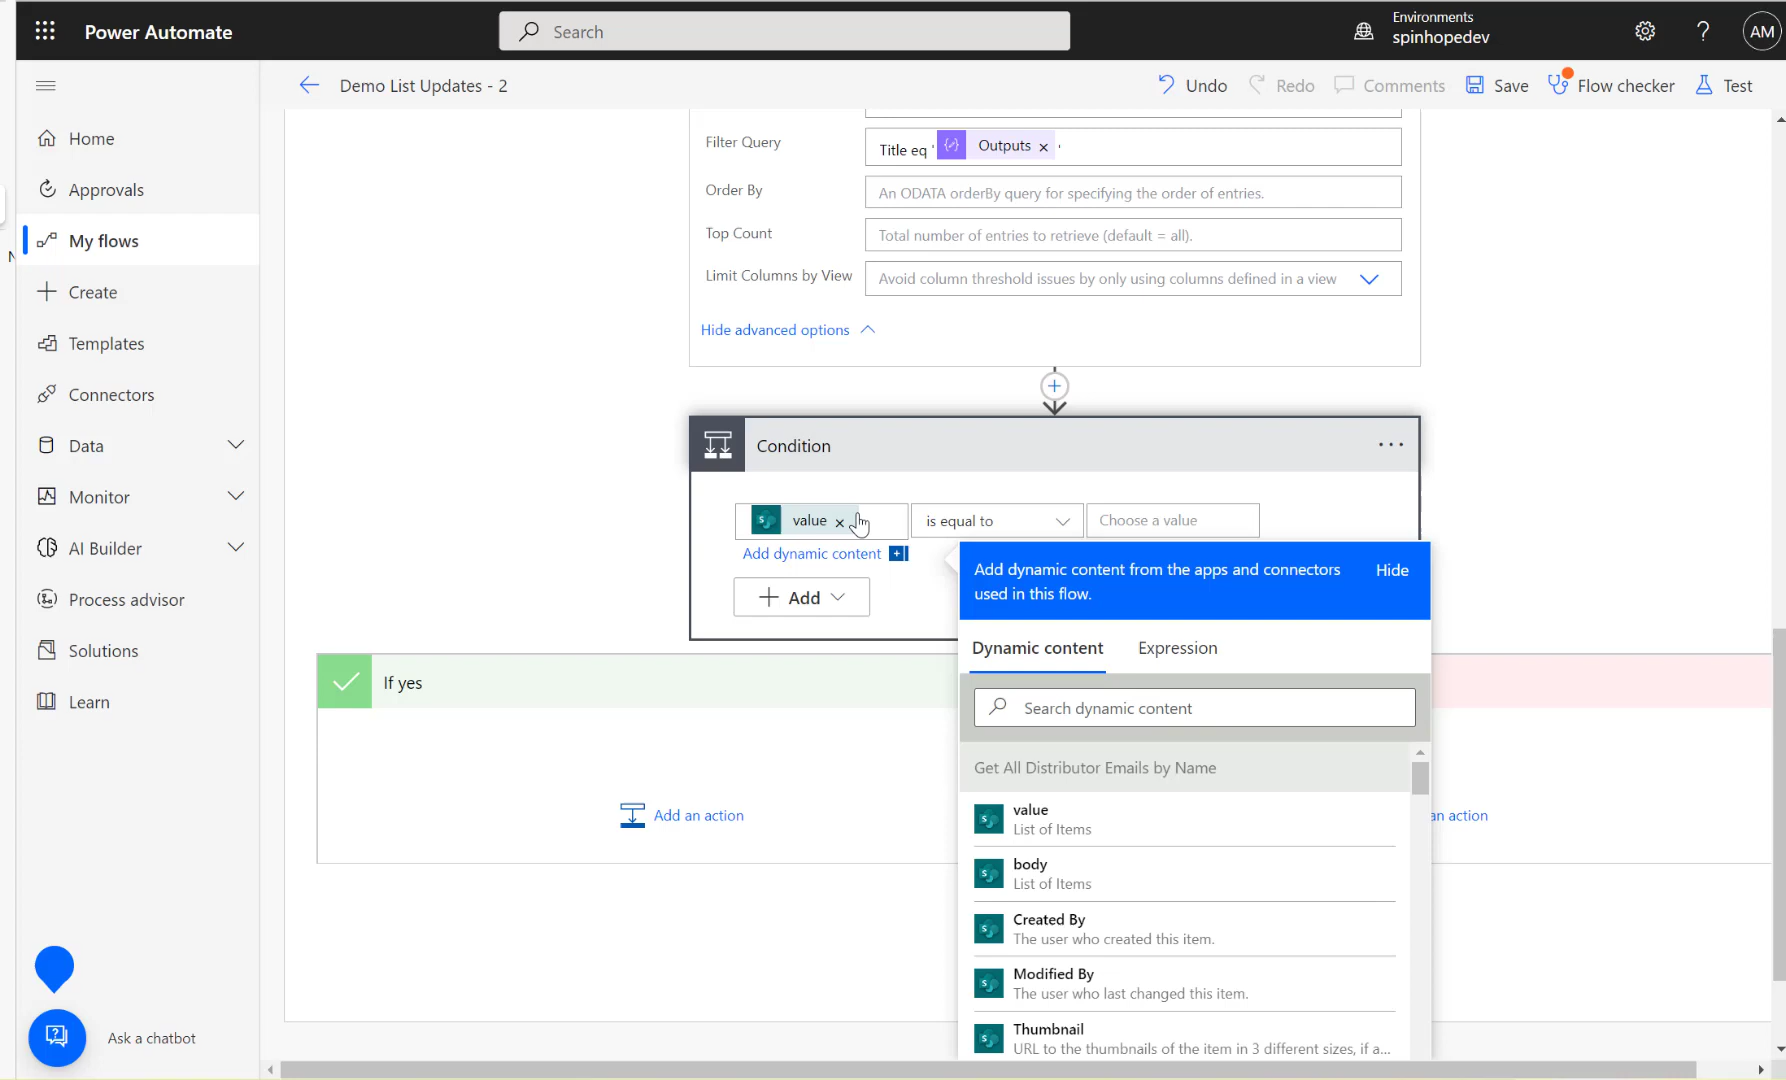 Power Automate
Search
Environments
spinhopedev
AM
Demo List Updates - 2
Undo
Redo
Comments
Save
Flow checker
Test
Home
Approvals
My flows
Create
Templates
Connectors
Data
Monitor
AI Builder
Process advisor
Solutions
Learn
Ask a chatbot
Filter Query
Title eq ' Outputs × '
Order By
An ODATA orderBy query for specifying the order of entries.
Top Count
Total number of entries to retrieve (default = all).
Limit Columns by View
Avoid column threshold issues by only using columns defined in a view
Hide advanced options
Condition
value ×
is equal to
Choose a value
Add dynamic content
Add
Add dynamic content from the apps and connectors
used in this flow.
Hide
Dynamic content
Expression
Search dynamic content
Get All Distributor Emails by Name
value
List of Items
body
List of Items
Created By
The user who created this item.
Modified By
The user who last changed this item.
Thumbnail
URL to the thumbnails of the item in 3 different sizes, if a...
If yes
Add an action
an action